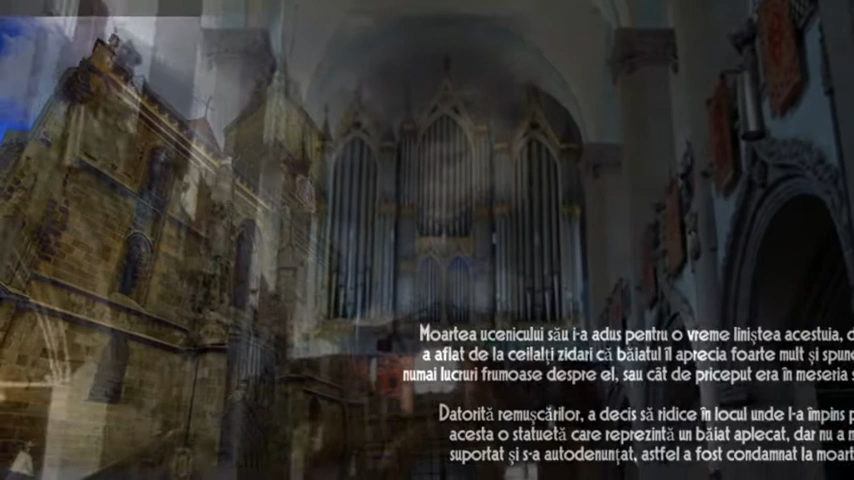 Moartea ucenicului său i-a adus pentru o vreme liniștea acestuia, d
a aflat de la ceilalți zidari că băiatul îl aprecia foarte mult și spune
numai lucruri frumoase despre el, sau cât de priceput era în meseria s
Datorită remușcărilor, a decis să ridice în locul unde l-a împins p
acesta o statuetă care reprezintă un băiat aplecat, dar nu a m
suportat și s-a autodenunțat, astfel a fost condamnat la moart